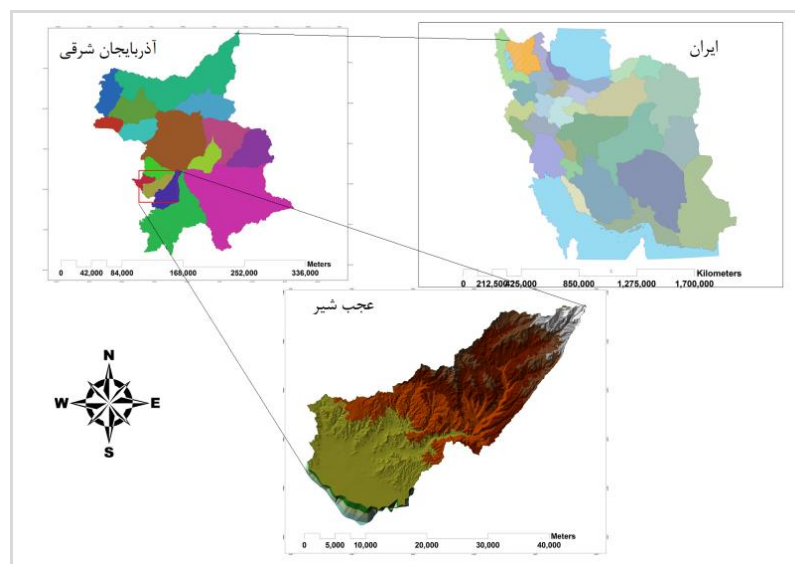 آذربایجان شرقی
Meters
0 42,000 84,000 168,000 252,000 336,000
ایران
Kilometers
0 212,500 425,000 850,000 1,275,000 1,700,000
عجب شیر
Meters
0 5,000 10,000 20,000 30,000 40,000
N
W E
S